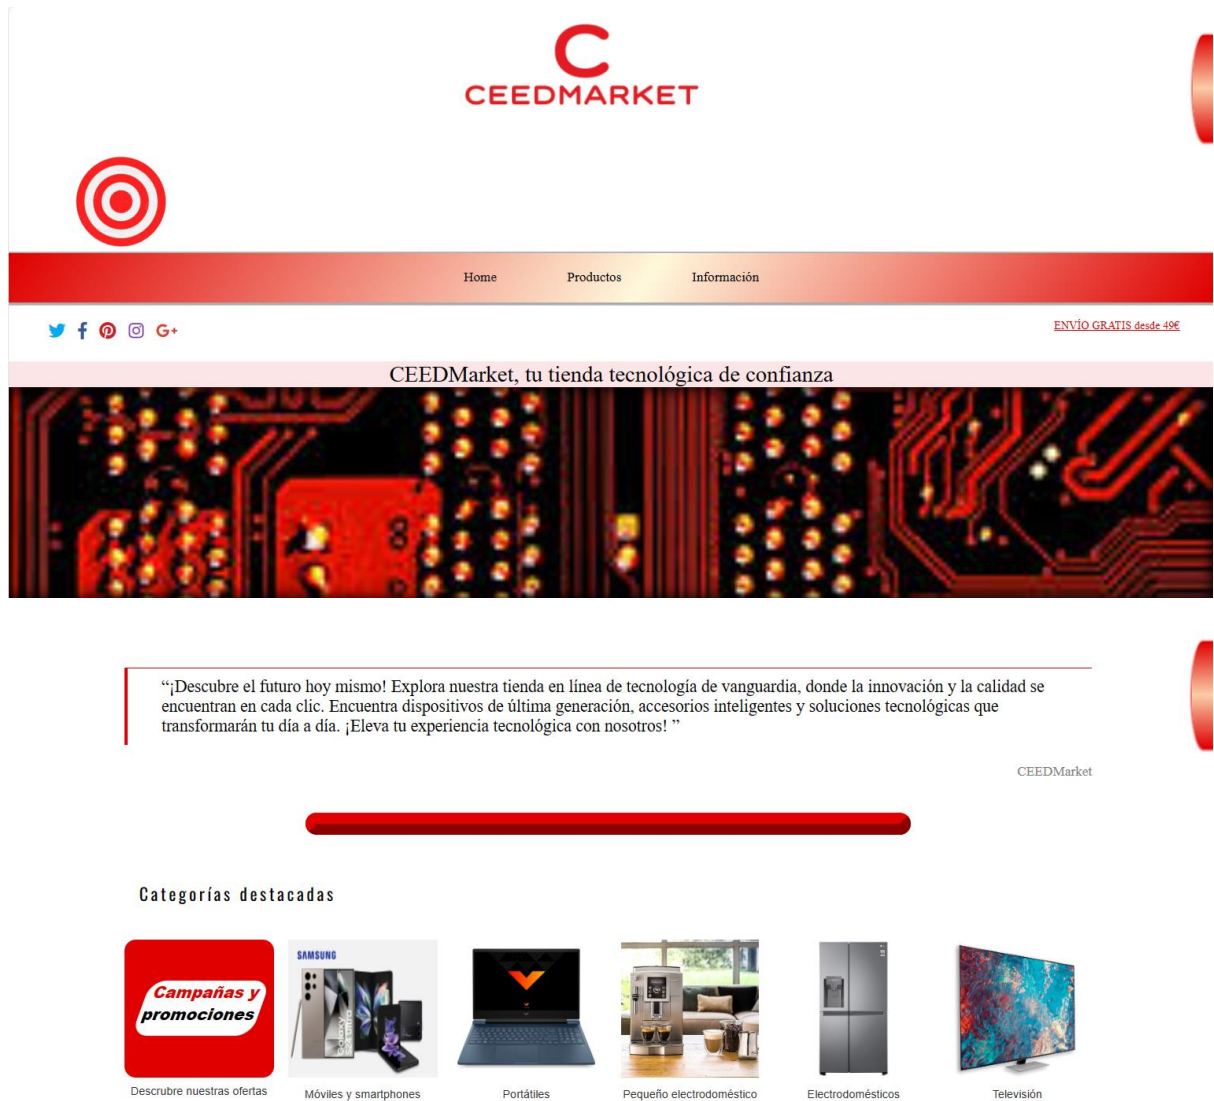 C
CEEDMARKET
Home Productos Información
ENVÍO GRATIS desde 49€
CEEDMarket, tu tienda tecnológica de confianza
“¡Descubre el futuro hoy mismo! Explora nuestra tienda en línea de tecnología de vanguardia, donde la innovación y la calidad se
encuentran en cada clic. Encuentra dispositivos de última generación, accesorios inteligentes y soluciones tecnológicas que
transformarán tu día a día. ¡Eleva tu experiencia tecnológica con nosotros! ”
CEEDMarket
Categorías destacadas
Campañas y
promociones
SAMSUNG
Galaxy
Descrubre nuestras ofertas
Móviles y smartphones
Portátiles
Pequeño electrodoméstico
Electrodomésticos
Televisión